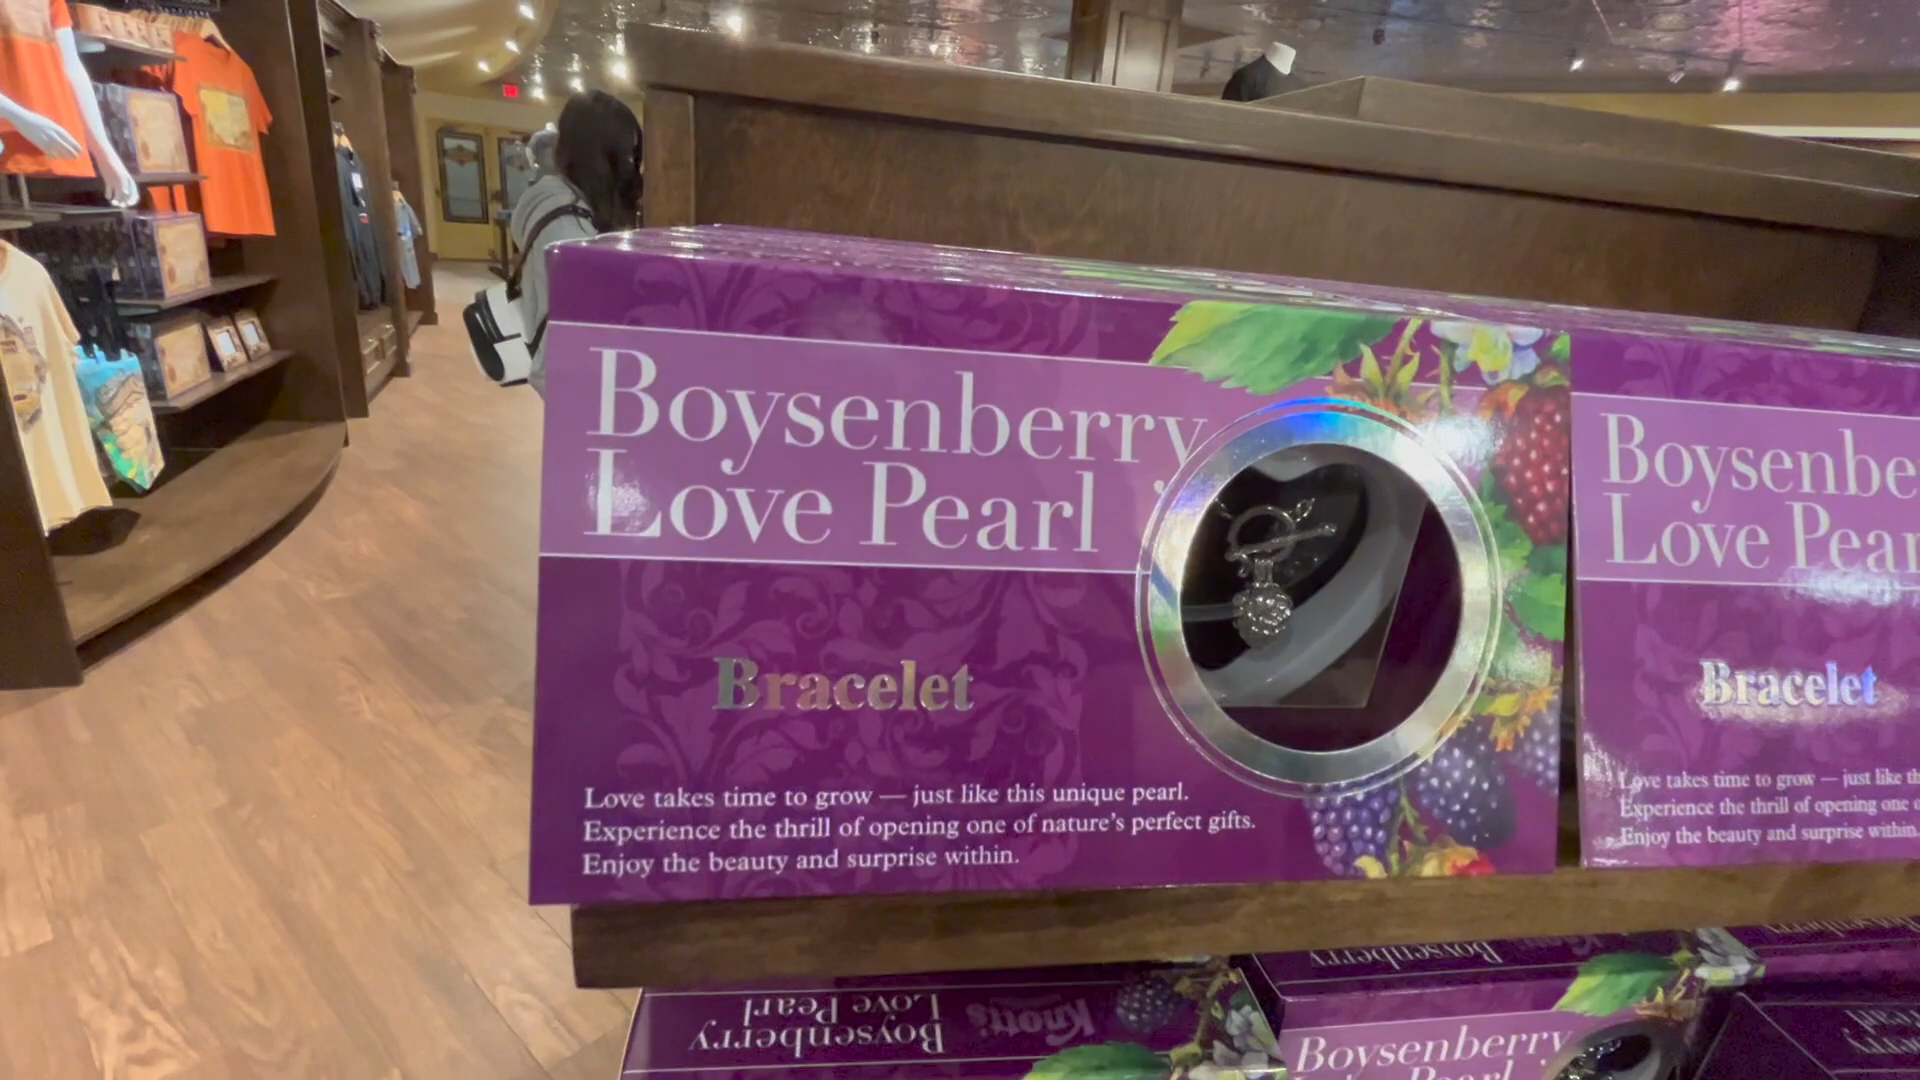 Boysenberry
Love Pearl
Bracelet
Love takes time to grow — just like this unique pearl.
Experience the thrill of opening one of nature's perfect gifts.
Enjoy the beauty and surprise within.
Boysenbe
Love Pear
Bracelet
Love takes time to grow — just like th
Experience the thrill of opening one o
Enjoy the beauty and surprise within.
Boysenberry
Love Pearl
Knott's
Boysenberry
Boysenberry
Pearl